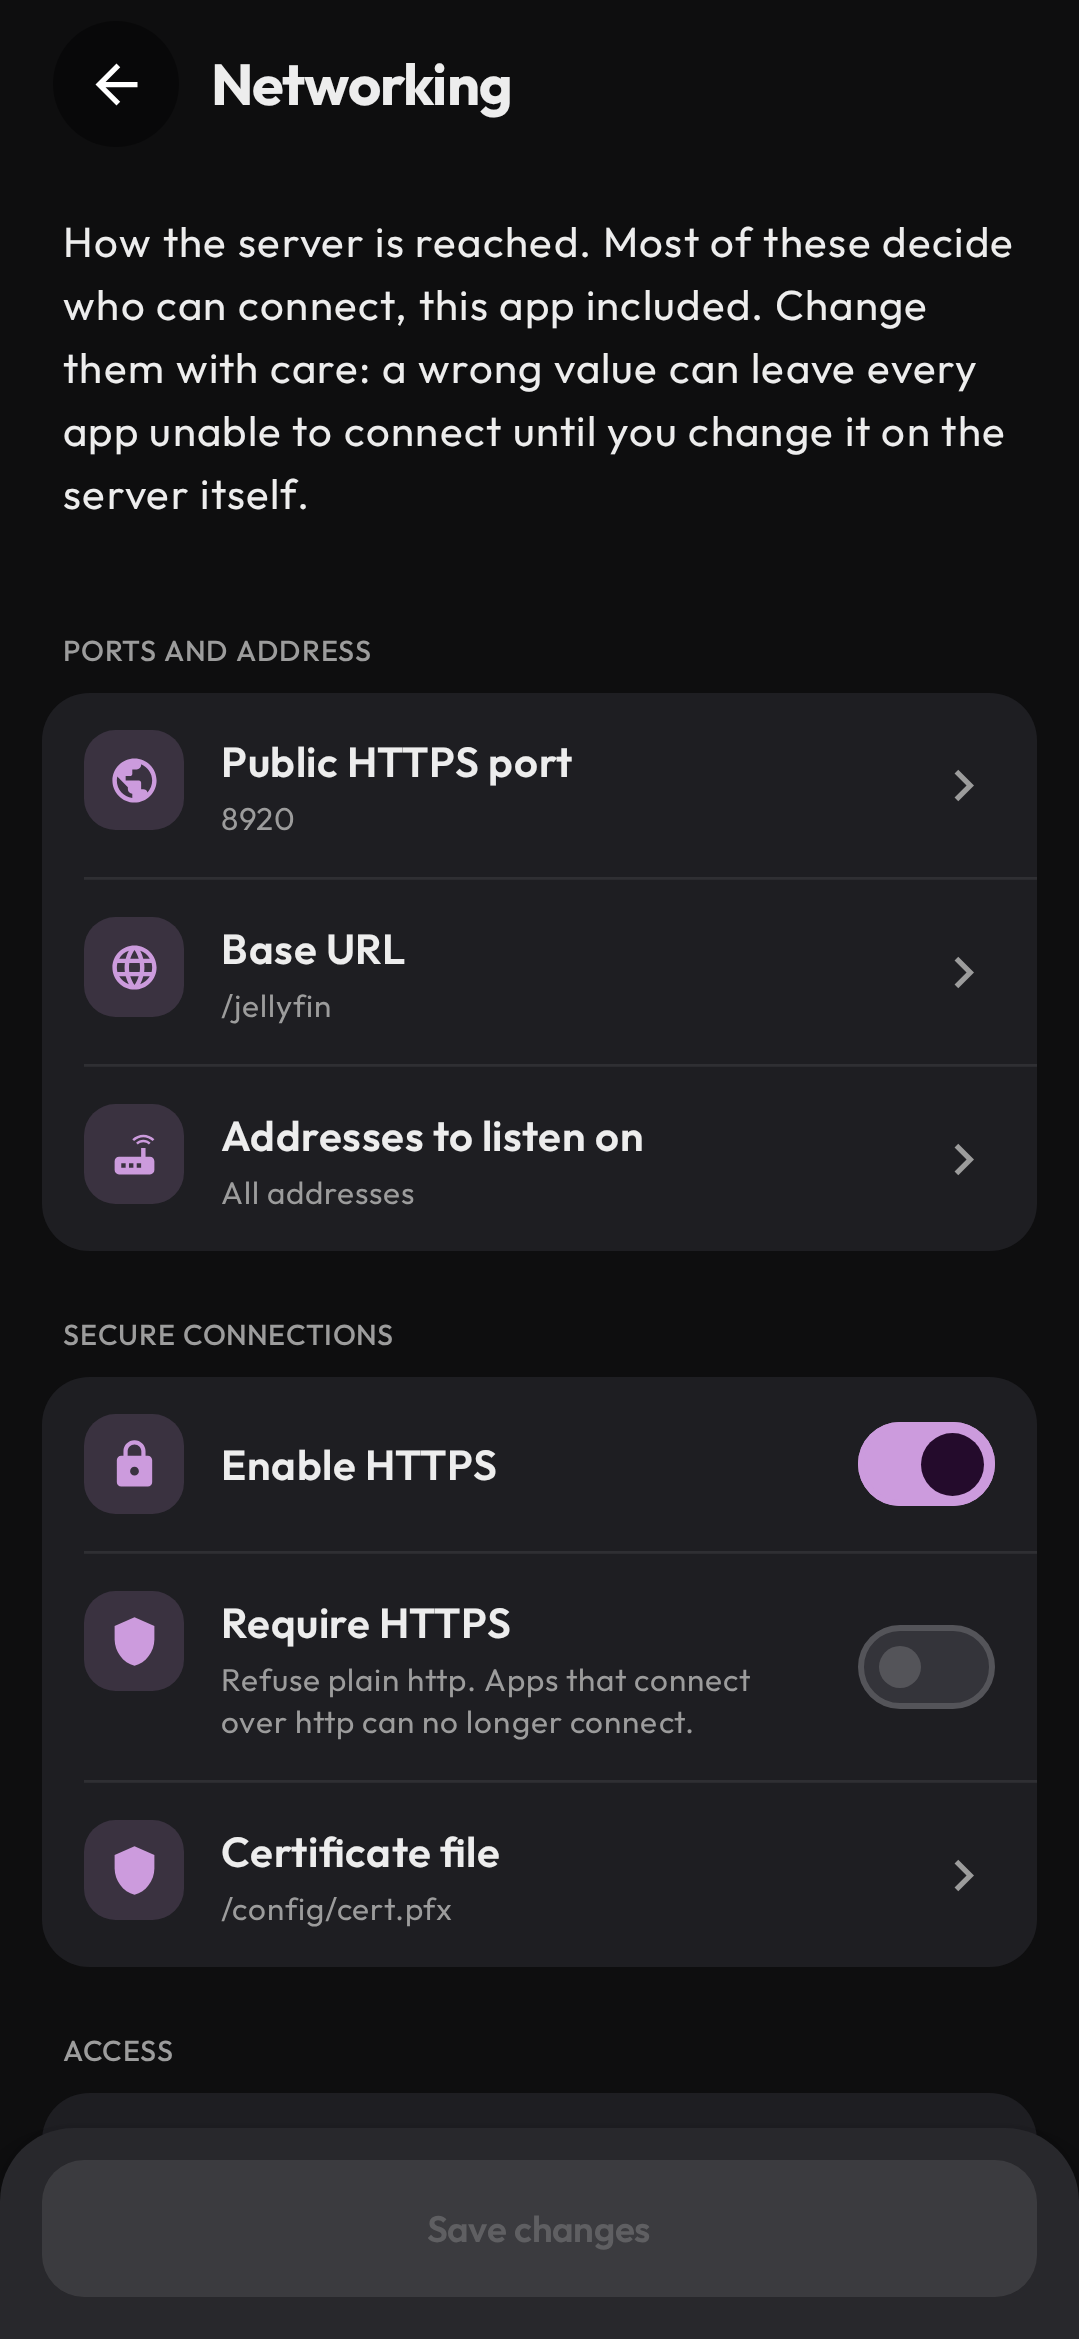 Networking
How the server is reached. Most of these decide
who can connect, this app included. Change
them with care: a wrong value can leave every
app unable to connect until you change it on the
server itself.
PORTS AND ADDRESS
Public HTTPS port
8920
Base URL
/jellyfin
Addresses to listen on
All addresses
SECURE CONNECTIONS
Enable HTTPS
Require HTTPS
Refuse plain http. Apps that connect
over http can no longer connect.
Certificate file
/config/cert.pfx
ACCESS
Save changes